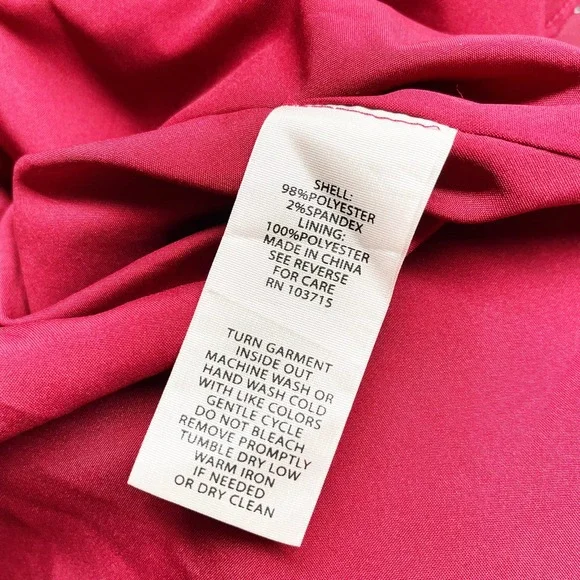 SHELL:
98%POLYESTER
2%SPANDEX
LINING:
100%POLYESTER
MADE IN CHINA
SEE REVERSE
FOR CARE
RN 103715
TURN GARMENT
INSIDE OUT
MACHINE WASH OR
HAND WASH COLD
WITH LIKE COLORS
GENTLE CYCLE
DO NOT BLEACH
REMOVE PROMPTLY
TUMBLE DRY LOW
WARM IRON
IF NEEDED
OR DRY CLEAN